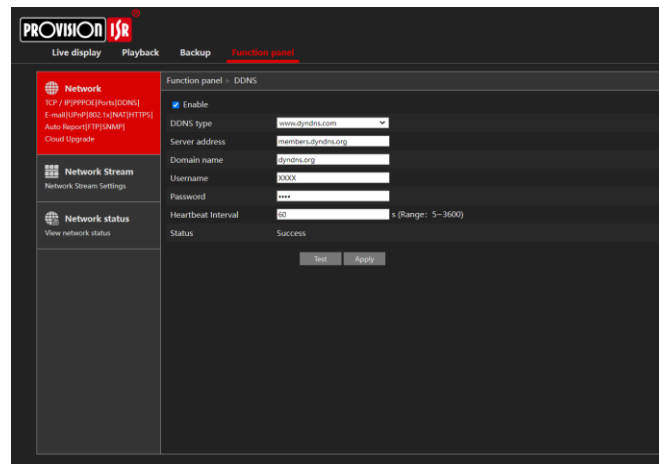 PROVISION ISR
Live display Playback Backup Function panel
Network
TCP / IP|PPPOE|Ports|DDNS|
E-mail|UPnP|802.1x|NAT|HTTPS|
Auto Report|FTP|SNMP|
Cloud Upgrade
Network Stream
Network Stream Settings
Network status
View network status
Function panel » DDNS
Enable
DDNS type www.dyndns.com
Server address members.dyndns.org
Domain name dyndns.org
Username XXXX
Password ••••
Heartbeat Interval 60 s (Range: 5~3600)
Status Success
Test Apply